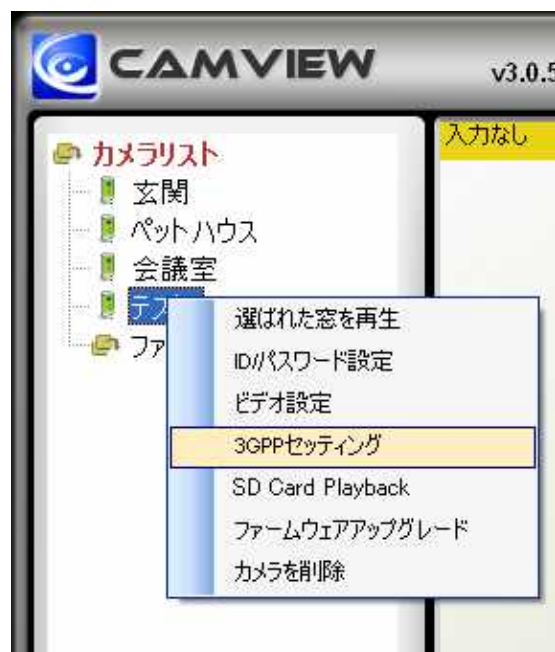 CAMVIEW
v3.0.5
カメラリスト
玄関
ペットハウス
会議室
テス
ファ
入力なし
選ばれた窓を再生
ID/パスワード設定
ビデオ設定
3GPPセッティング
SD Card Playback
ファームウェアアップグレード
カメラを削除